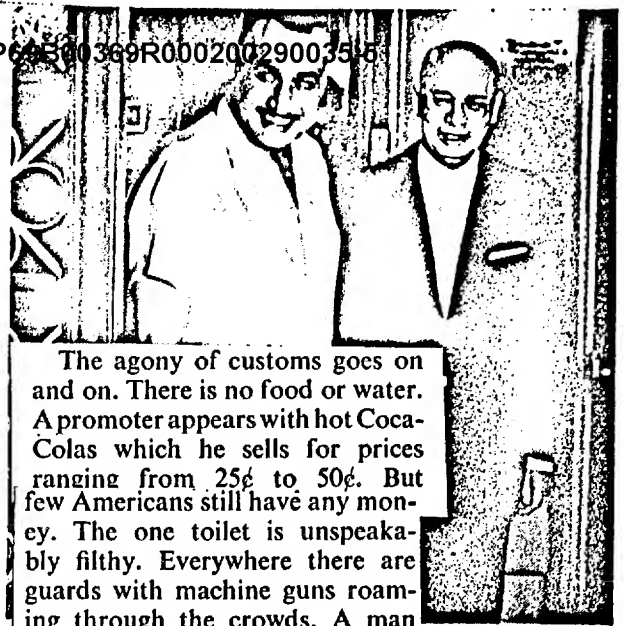 P69B00369R000200290035-5
The agony of customs goes on
and on. There is no food or water.
A promoter appears with hot Coca-
Colas which he sells for prices
ranging from 25¢ to 50¢. But
few Americans still have any mon-
ey. The one toilet is unspeaka-
bly filthy. Everywhere there are
guards with machine guns roam-
ing through the crowds. A man